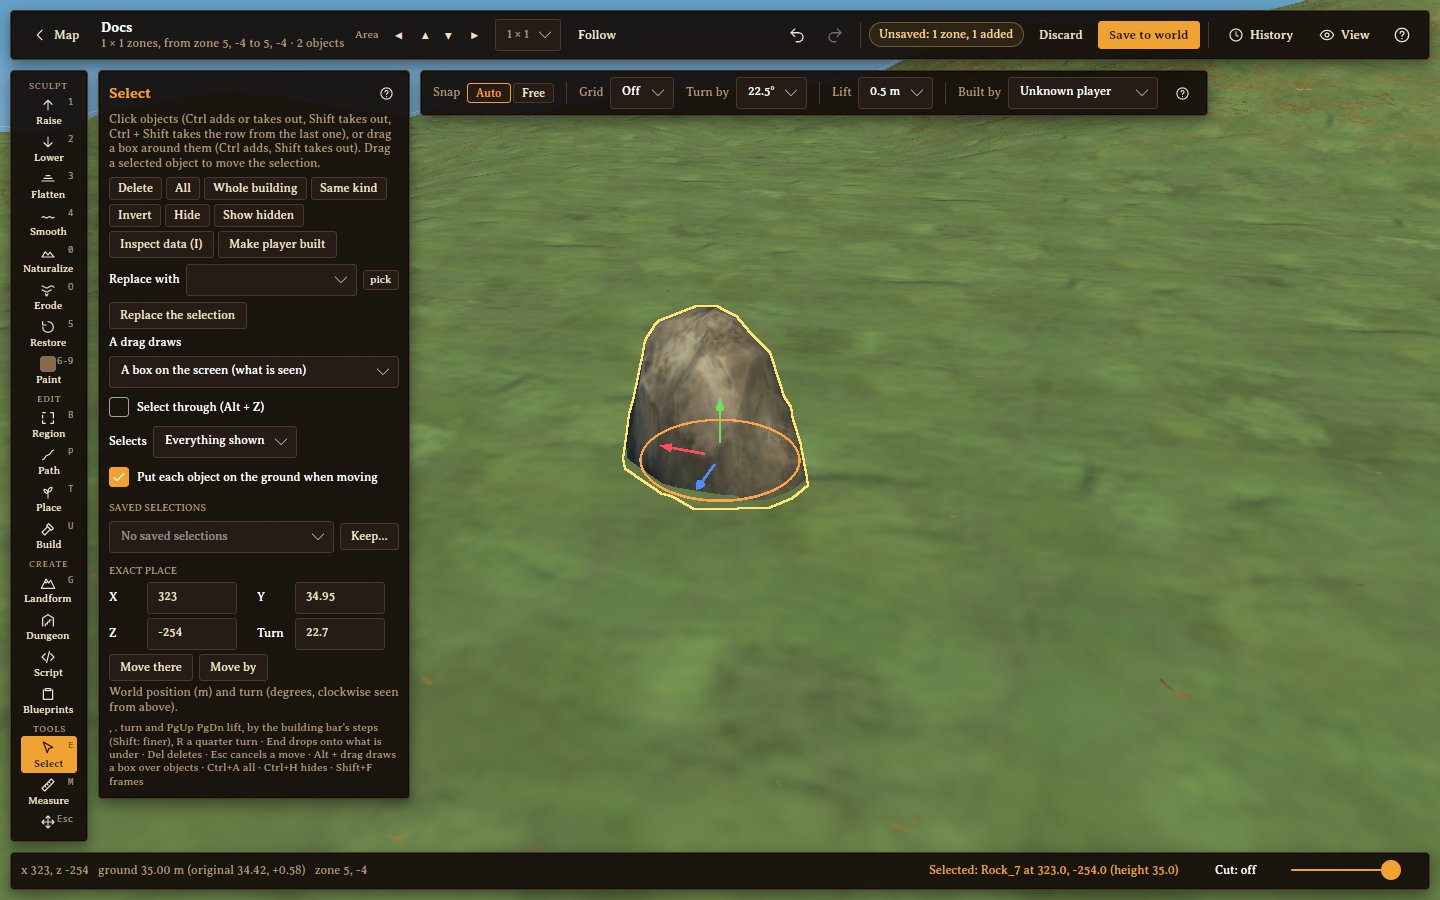 Map
Docs
1 × 1 zones, from zone 5, -4 to 5, -4 · 2 objects
Area
1 × 1
Follow
Unsaved: 1 zone, 1 added
Discard
Save to world
History
View
SCULPT
Raise 1
Lower 2
Flatten 3
Smooth 4
Naturalize 0
Erode O
Restore 5
Paint 6-9
EDIT
Region B
Path P
Place T
Build U
CREATE
Landform G
Dungeon
Script
Blueprints
TOOLS
Select E
Measure M
Esc
Select
Click objects (Ctrl adds or takes out, Shift takes out,
Ctrl + Shift takes the row from the last one), or drag
a box around them (Ctrl adds, Shift takes out). Drag
a selected object to move the selection.
Delete All Whole building Same kind
Invert Hide Show hidden
Inspect data (I) Make player built
Replace with pick
Replace the selection
A drag draws
A box on the screen (what is seen)
Select through (Alt + Z)
Selects Everything shown
Put each object on the ground when moving
SAVED SELECTIONS
No saved selections Keep...
EXACT PLACE
X 323 Y 34.95
Z -254 Turn 22.7
Move there Move by
World position (m) and turn (degrees, clockwise seen
from above).
, . turn and PgUp PgDn lift, by the building bar's steps
(Shift: finer), R a quarter turn · End drops onto what is
under · Del deletes · Esc cancels a move · Alt + drag draws
a box over objects · Ctrl+A all · Ctrl+H hides · Shift+F
frames
Snap Auto Free Grid Off Turn by 22.5° Lift 0.5 m Built by Unknown player
x 323, z -254 ground 35.00 m (original 34.42, +0.58) zone 5, -4
Selected: Rock_7 at 323.0, -254.0 (height 35.0)
Cut: off